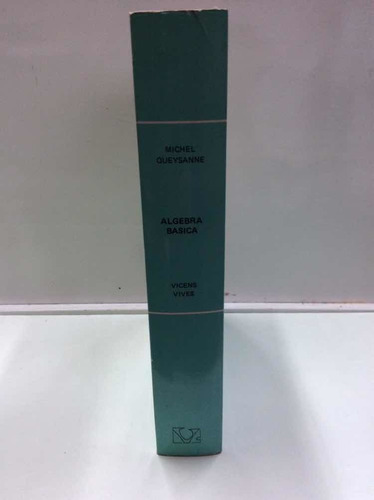 MICHEL
QUEYSANNE
ALGEBRA
BASICA
VICENS
VIVES